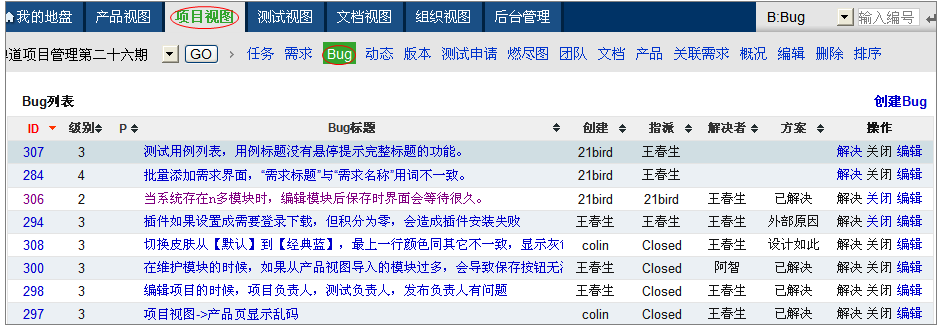 我的地盘 产品视图 项目视图 测试视图 文档视图 组织视图 后台管理 B:Bug 输入编号
道项目管理第二十六期 GO › 任务 需求 Bug 动态 版本 测试申请 燃尽图 团队 文档 产品 关联需求 概况 编辑 删除 排序
Bug列表 创建Bug
ID 级别 P Bug标题 创建 指派 解决者 方案 操作
307 3 测试用例列表，用例标题没有悬停提示完整标题的功能。 21bird 王春生 解决 关闭 编辑
284 4 批量添加需求界面，“需求标题”与“需求名称”用词不一致。 21bird 王春生 解决 关闭 编辑
306 2 当系统存在n多模块时，编辑模块后保存时界面会等待很久。 21bird 21bird 王春生 已解决 解决 关闭 编辑
294 3 插件如果设置成需要登录下载，但积分为零，会造成插件安装失败 王春生 王春生 王春生 外部原因 解决 关闭 编辑
308 3 切换皮肤从【默认】到【经典蓝】，最上一行颜色同其它不一致，显示灰 colin Closed 王春生 设计如此 解决 关闭 编辑
300 3 在维护模块的时候，如果从产品视图导入的模块过多，会导致保存按钮无 王春生 Closed 阿智 已解决 解决 关闭 编辑
298 3 编辑项目的时候，项目负责人，测试负责人，发布负责人有问题 王春生 Closed 王春生 已解决 解决 关闭 编辑
297 3 项目视图->产品页显示乱码 colin Closed 王春生 已解决 解决 关闭 编辑